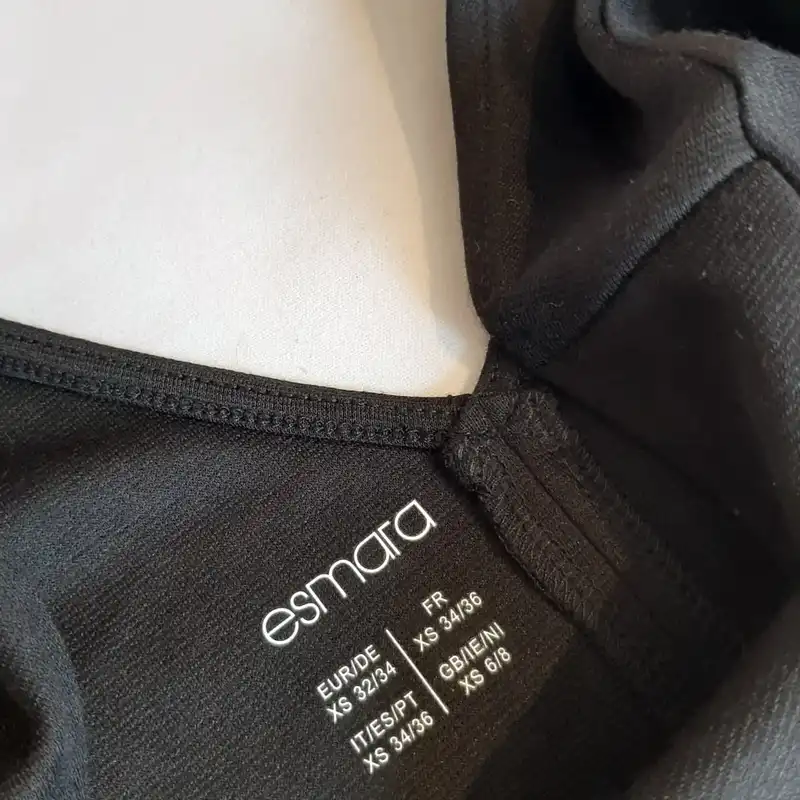 esmara
EUR/DE
XS 32/34
IT/ES/PT
XS 34/36
FR
XS 34/36
GB/IE/NI
XS 6/8